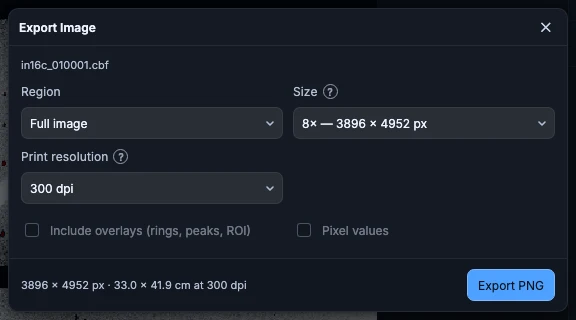 Export Image
in16c_010001.cbf
Region
Size ?
Full image
8× — 3896 × 4952 px
Print resolution ?
300 dpi
Include overlays (rings, peaks, ROI)
Pixel values
3896 × 4952 px · 33.0 × 41.9 cm at 300 dpi
Export PNG